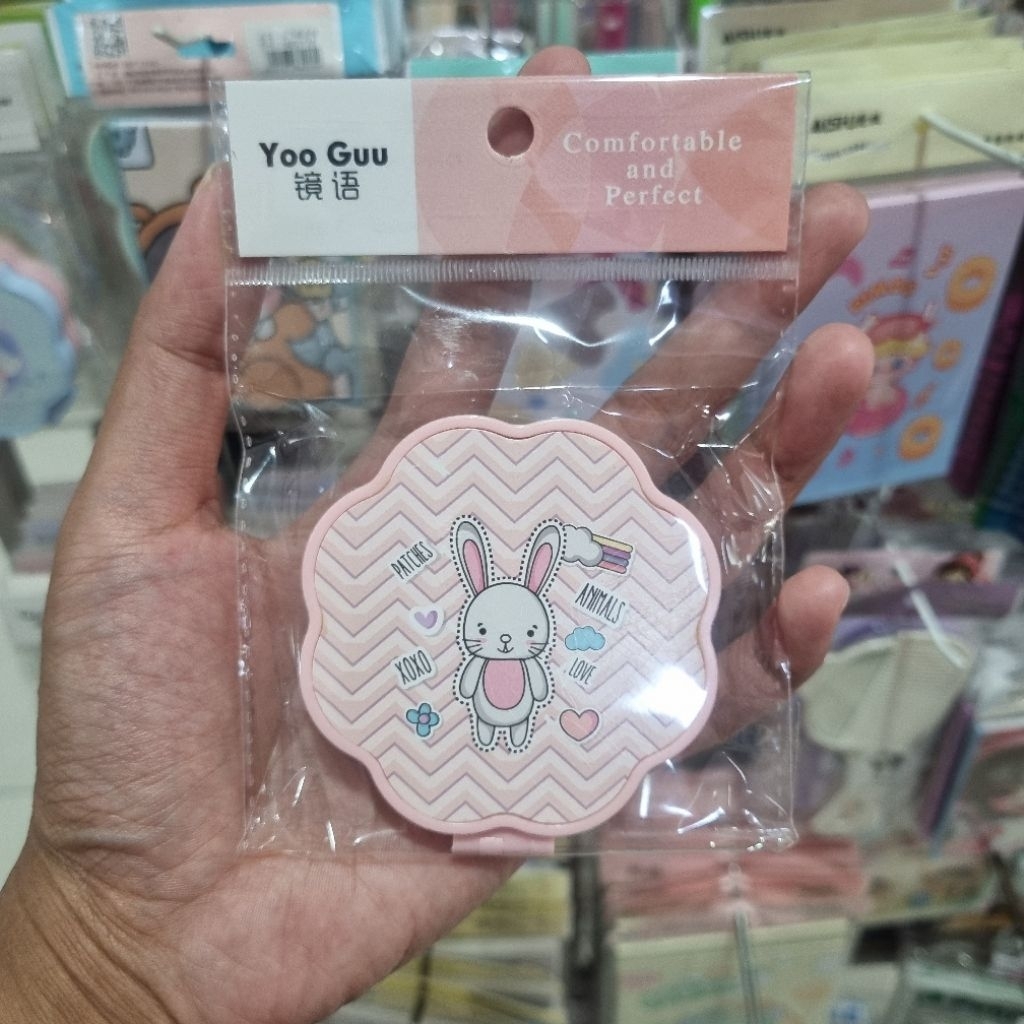 Yoo Guu
镜语
Comfortable
and
Perfect
PATCHES
ANIMALS
XOXO
LOVE